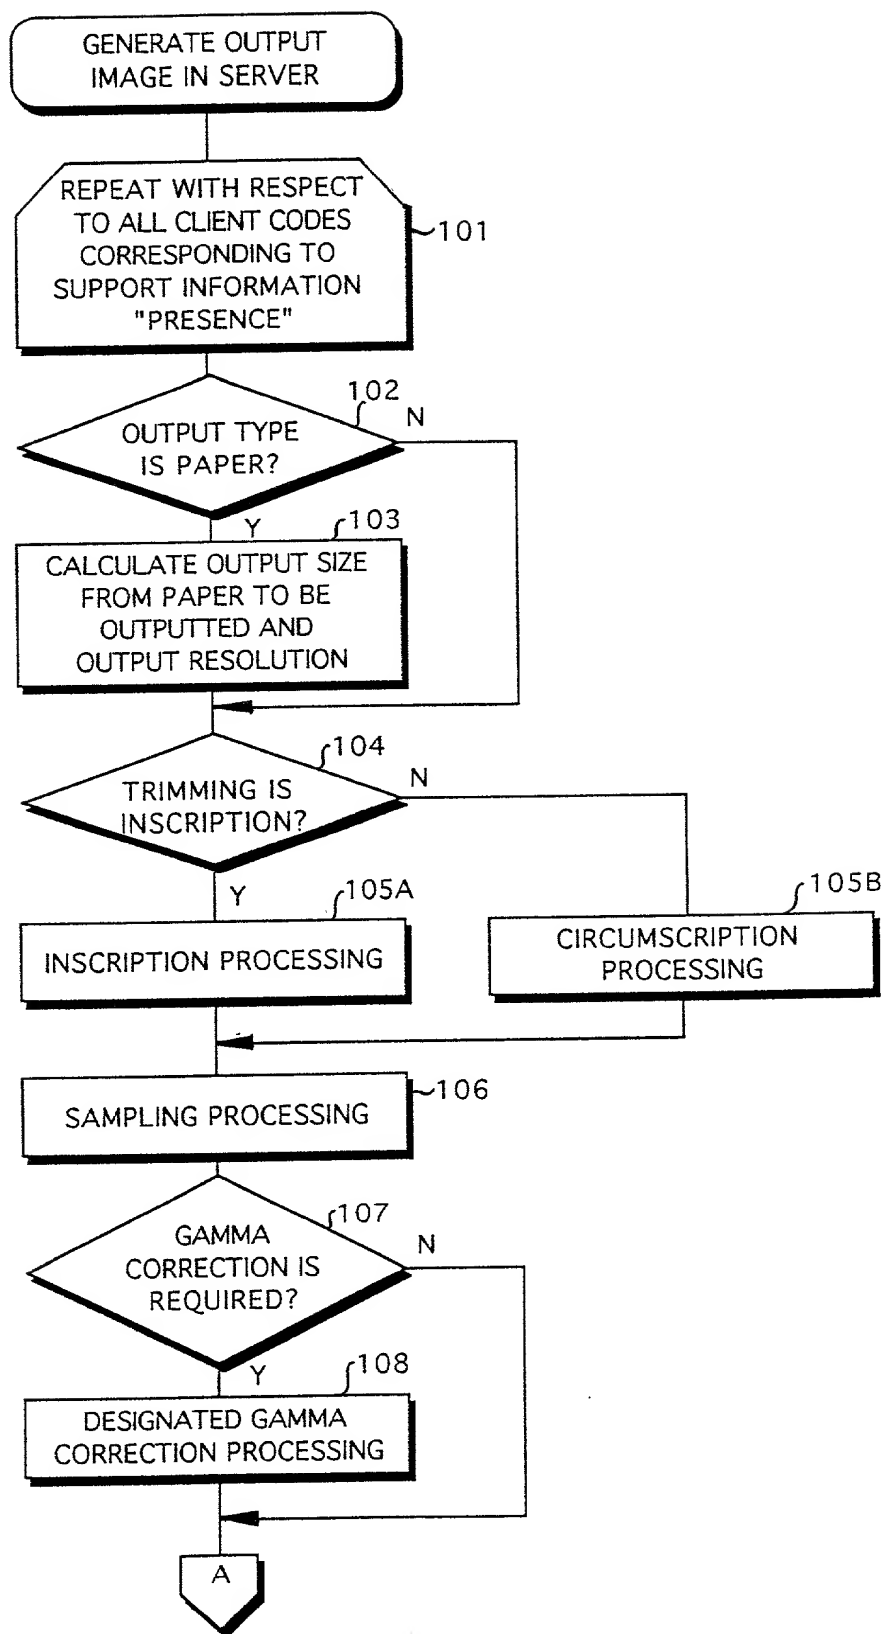 GENERATE OUTPUT
IMAGE IN SERVER
REPEAT WITH RESPECT
TO ALL CLIENT CODES
CORRESPONDING TO
SUPPORT INFORMATION
"PRESENCE"
101
102
OUTPUT TYPE
IS PAPER?
N
Y
103
CALCULATE OUTPUT SIZE
FROM PAPER TO BE
OUTPUTTED AND
OUTPUT RESOLUTION
104
TRIMMING IS
INSCRIPTION?
N
Y
105A
INSCRIPTION PROCESSING
105B
CIRCUMSCRIPTION
PROCESSING
SAMPLING PROCESSING
106
107
GAMMA
CORRECTION IS
REQUIRED?
N
Y
108
DESIGNATED GAMMA
CORRECTION PROCESSING
A